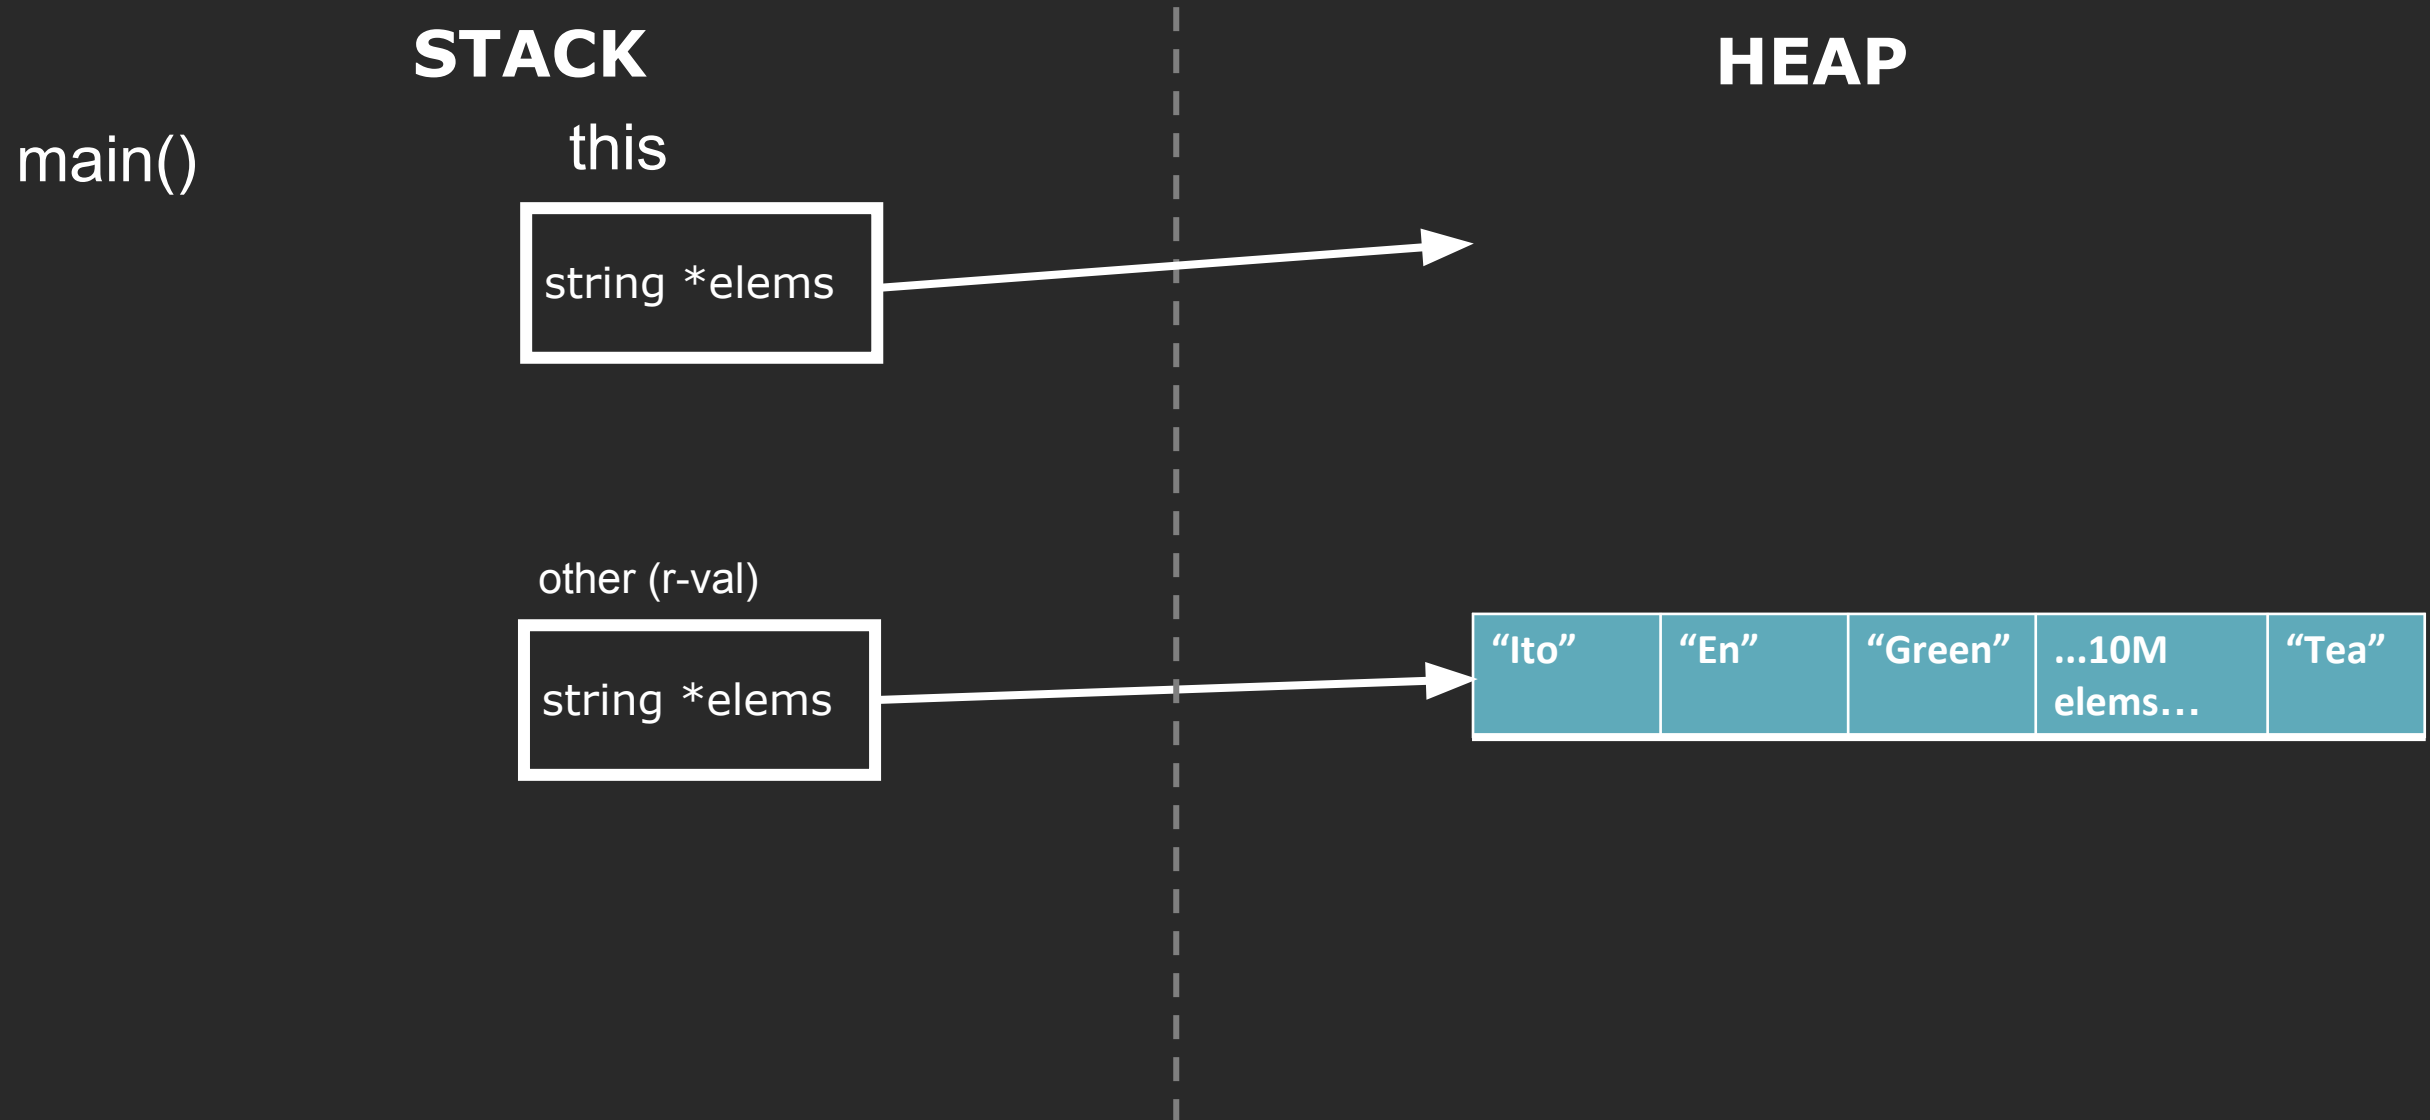 STACK
HEAP
main()
this
string *elems
other (r-val)
string *elems
“Ito” “En” “Green” ...10M “Tea”
elems...